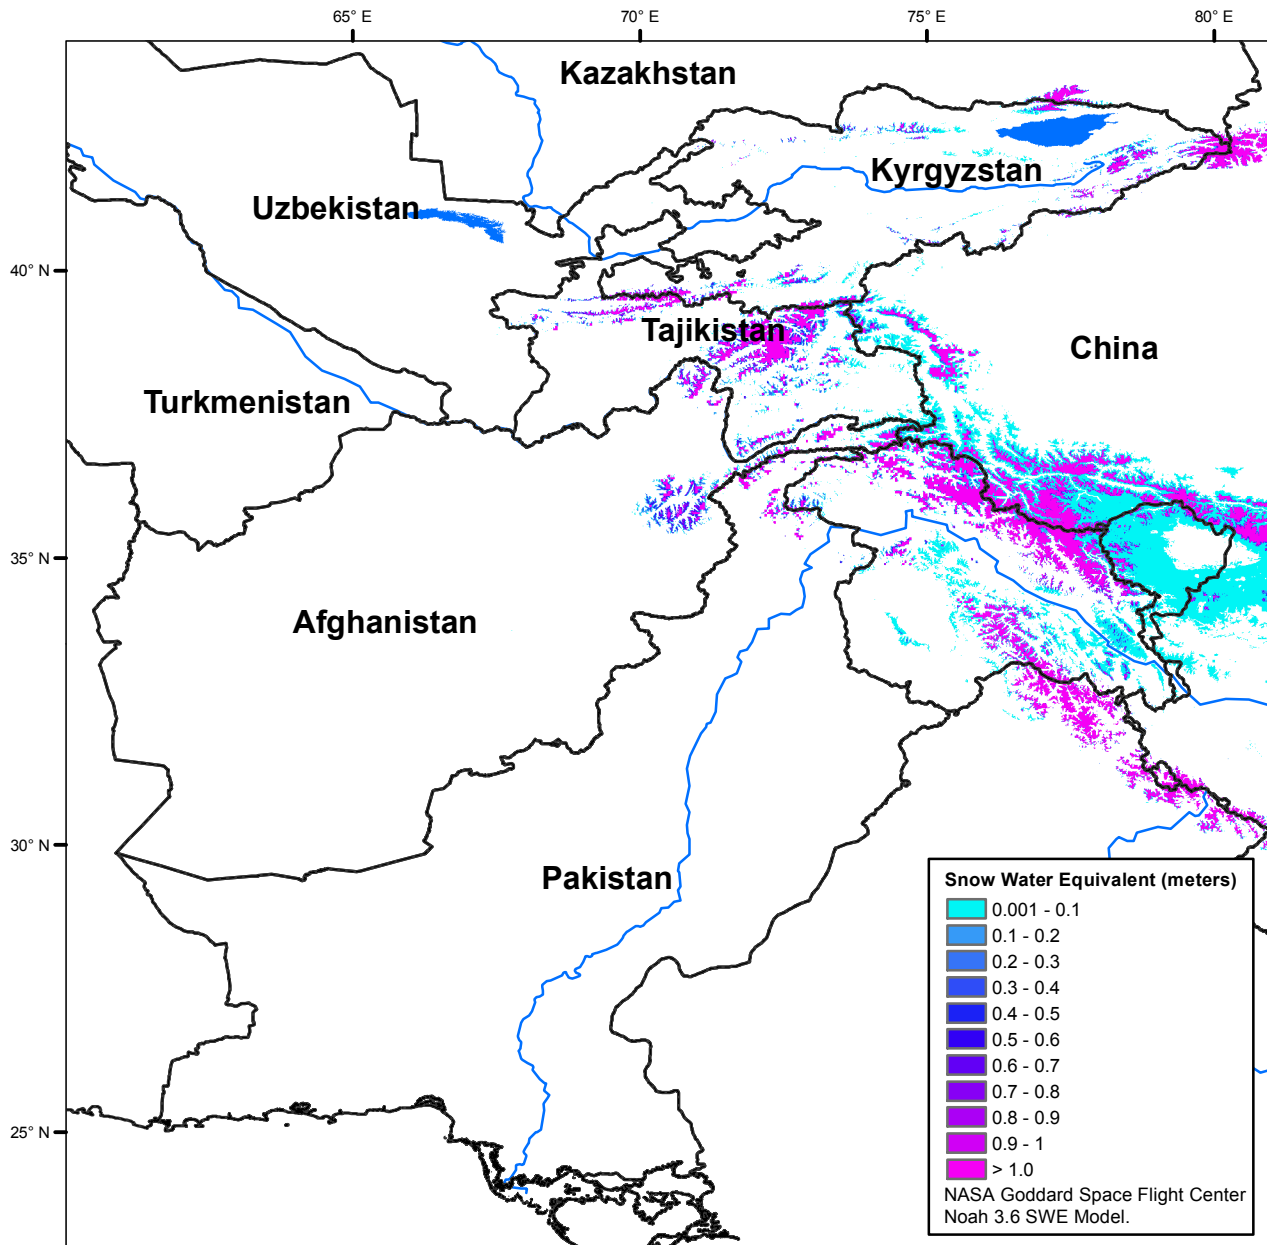 65° E
70° E
75° E
80° E
Kazakhstan
Kyrgyzstan
Uzbekistan
40° N
Tajikistan
China
Turkmenistan
35° N
Afghanistan
30° N
Pakistan
25° N
Snow Water Equivalent (meters)
0.001 - 0.1
0.1 - 0.2
0.2 - 0.3
0.3 - 0.4
0.4 - 0.5
0.5 - 0.6
0.6 - 0.7
0.7 - 0.8
0.8 - 0.9
0.9 - 1
> 1.0
NASA Goddard Space Flight Center
Noah 3.6 SWE Model.